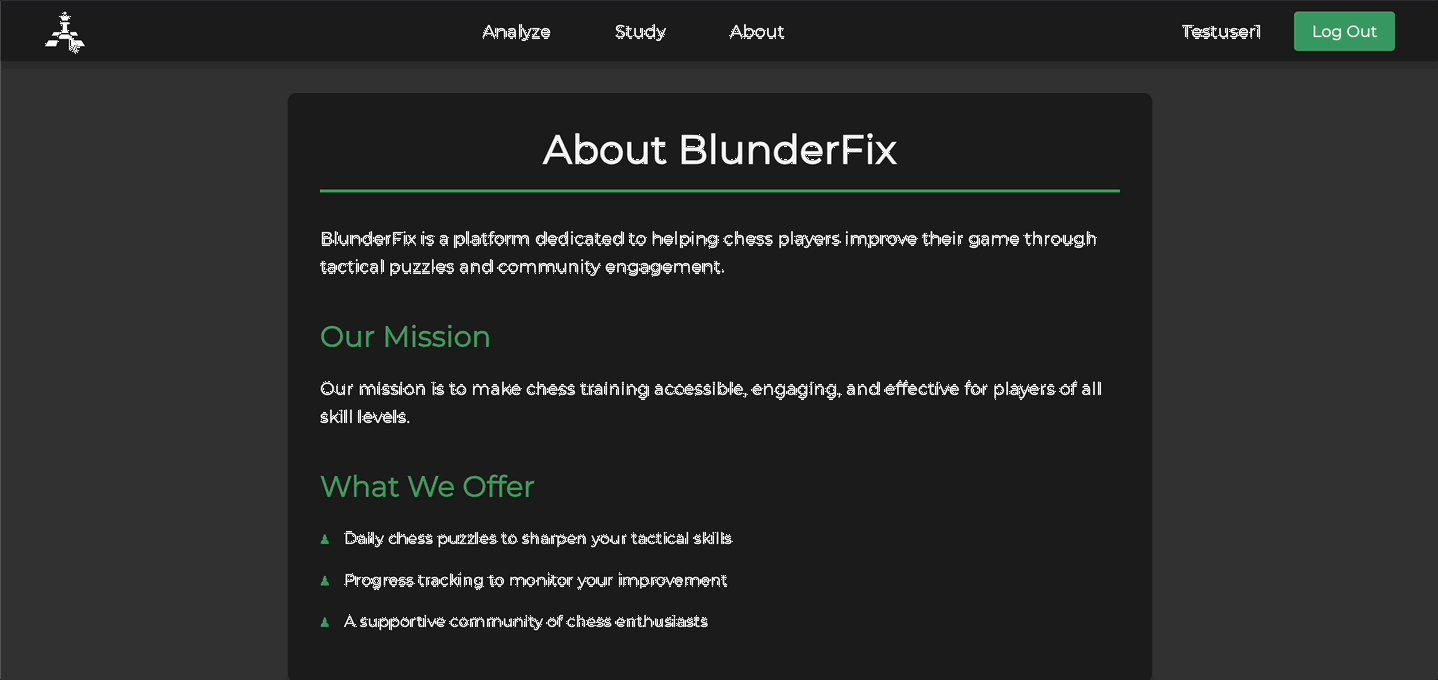 Analyze
Study
About
Testuser1
Log Out
About BlunderFix
BlunderFix is a platform dedicated to helping chess players improve their game through
tactical puzzles and community engagement.
Our Mission
Our mission is to make chess training accessible, engaging, and effective for players of all
skill levels.
What We Offer
Daily chess puzzles to sharpen your tactical skills
Progress tracking to monitor your improvement
A supportive community of chess enthusiasts